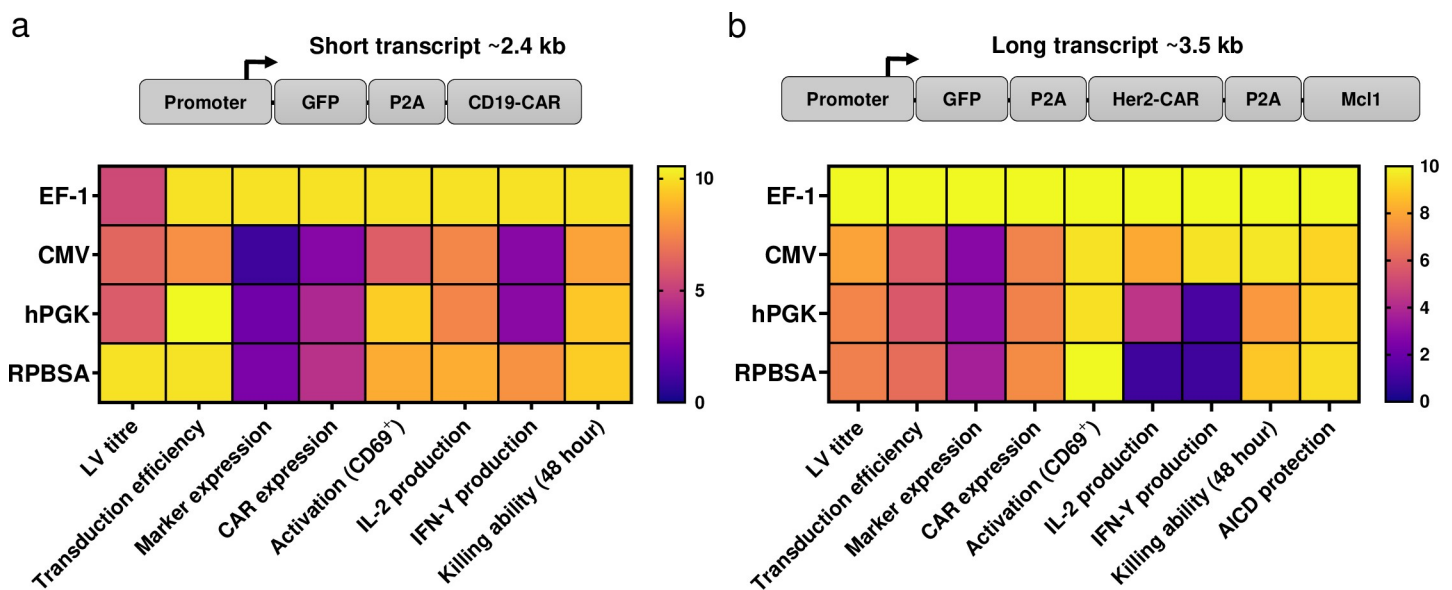 a
Short transcript ~2.4 kb
Promoter GFP P2A CD19-CAR
EF-1
CMV
hPGK
RPBSA
10
5
0
LV titre
Transduction efficiency
Marker expression
CAR expression
Activation (CD69⁺)
IL-2 production
IFN-Y production
Killing ability (48 hour)
b
Long transcript ~3.5 kb
Promoter GFP P2A Her2-CAR P2A Mcl1
EF-1
CMV
hPGK
RPBSA
10
8
6
4
2
0
LV titre
Transduction efficiency
Marker expression
CAR expression
Activation (CD69⁺)
IL-2 production
IFN-Y production
Killing ability (48 hour)
AICD protection